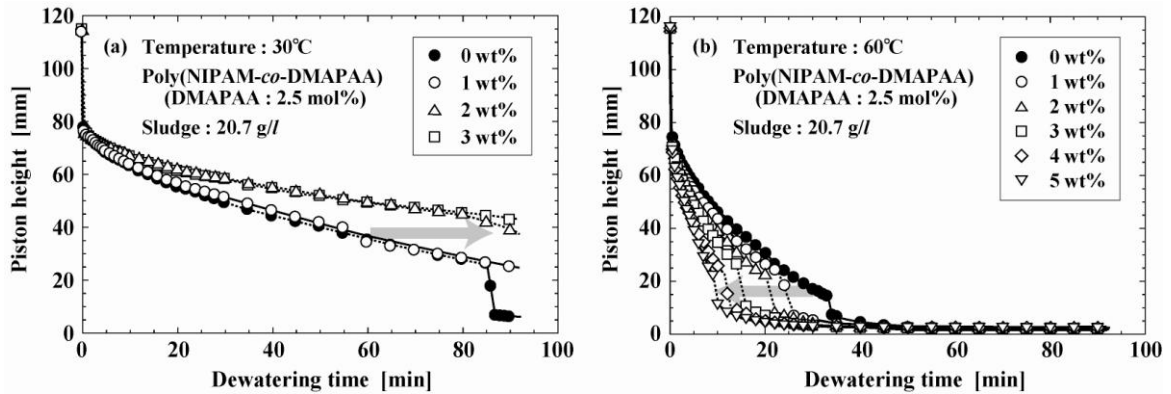 (a)
Temperature : 30℃
Poly(NIPAM-co-DMAPAA)
(DMAPAA : 2.5 mol%)
Sludge : 20.7 g/l
0 wt%
1 wt%
2 wt%
3 wt%
Piston height [mm]
120
100
80
60
40
20
0
0 20 40 60 80 100
Dewatering time [min]
(b)
Temperature : 60℃
Poly(NIPAM-co-DMAPAA)
(DMAPAA : 2.5 mol%)
Sludge : 20.7 g/l
0 wt%
1 wt%
2 wt%
3 wt%
4 wt%
5 wt%
Piston height [mm]
120
100
80
60
40
20
0
0 20 40 60 80 100
Dewatering time [min]